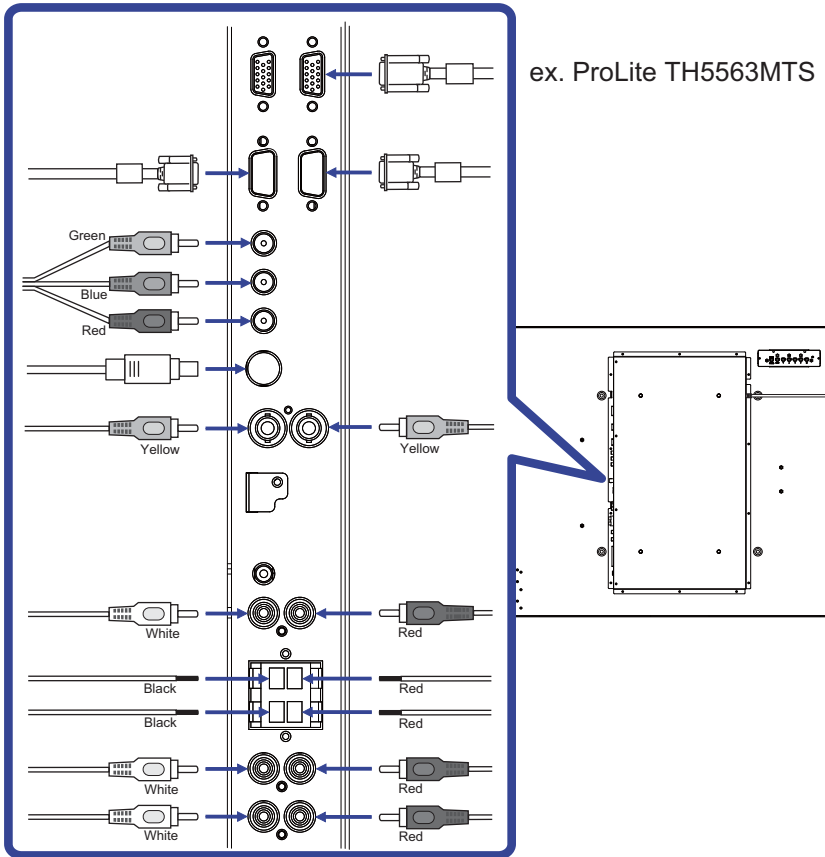 ex. ProLite TH5563MTS
Green
Blue
Red
Yellow
Yellow
White
Red
Black
Red
Black
Red
White
Red
White
Red